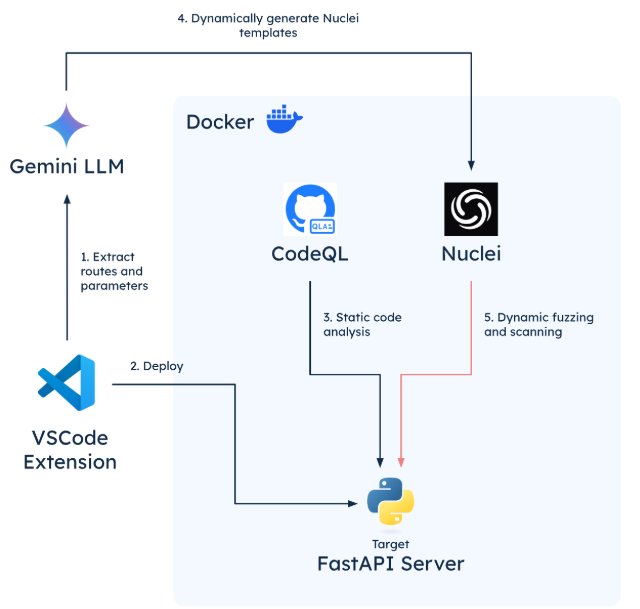 4. Dynamically generate Nuclei
templates
Docker
Gemini LLM
QLA
CodeQL
Nuclei
1. Extract
routes and
parameters
3. Static code
analysis
5. Dynamic fuzzing
and scanning
2. Deploy
VSCode
Extension
Target
FastAPI Server